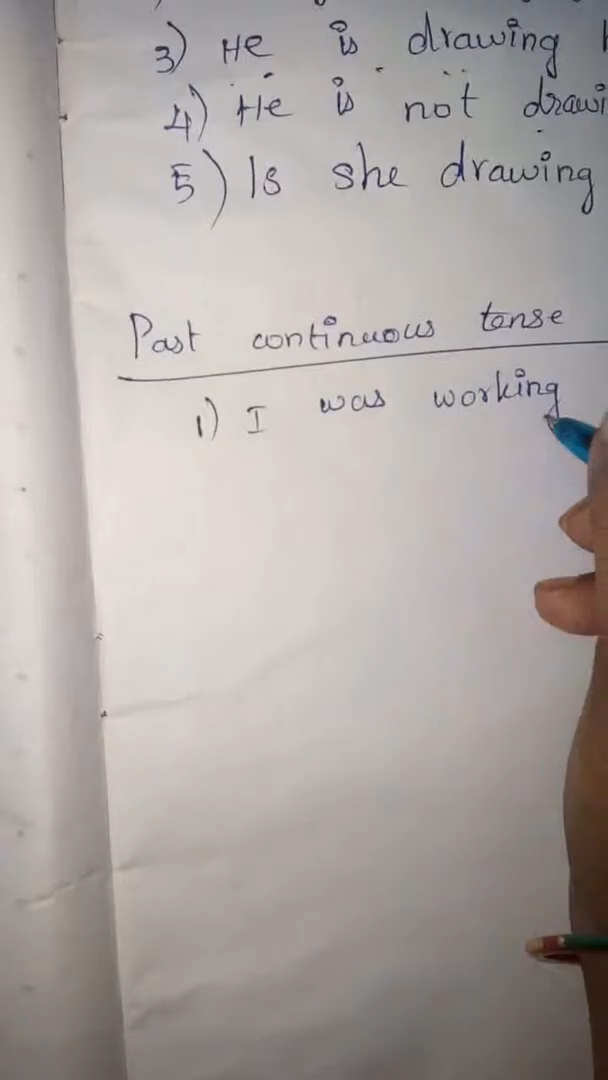 3) He is drawing
4) He is not drawi
5) Is she drawing
Past continuous tense
1) I was working